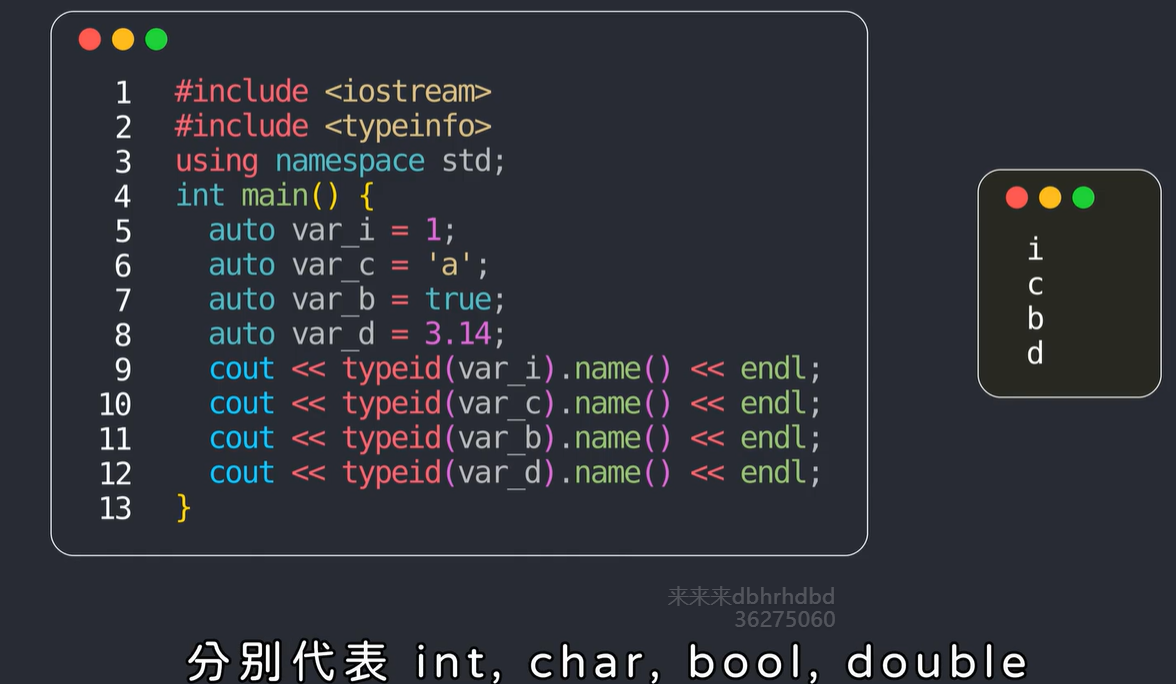 1 #include <iostream>
2 #include <typeinfo>
3 using namespace std;
4 int main() {
5   auto var_i = 1;
6   auto var_c = 'a';
7   auto var_b = true;
8   auto var_d = 3.14;
9   cout << typeid(var_i).name() << endl;
10   cout << typeid(var_c).name() << endl;
11   cout << typeid(var_b).name() << endl;
12   cout << typeid(var_d).name() << endl;
13 }
i
c
b
d
来来来dbhrhdbd
36275060
分别代表 int, char, bool, double